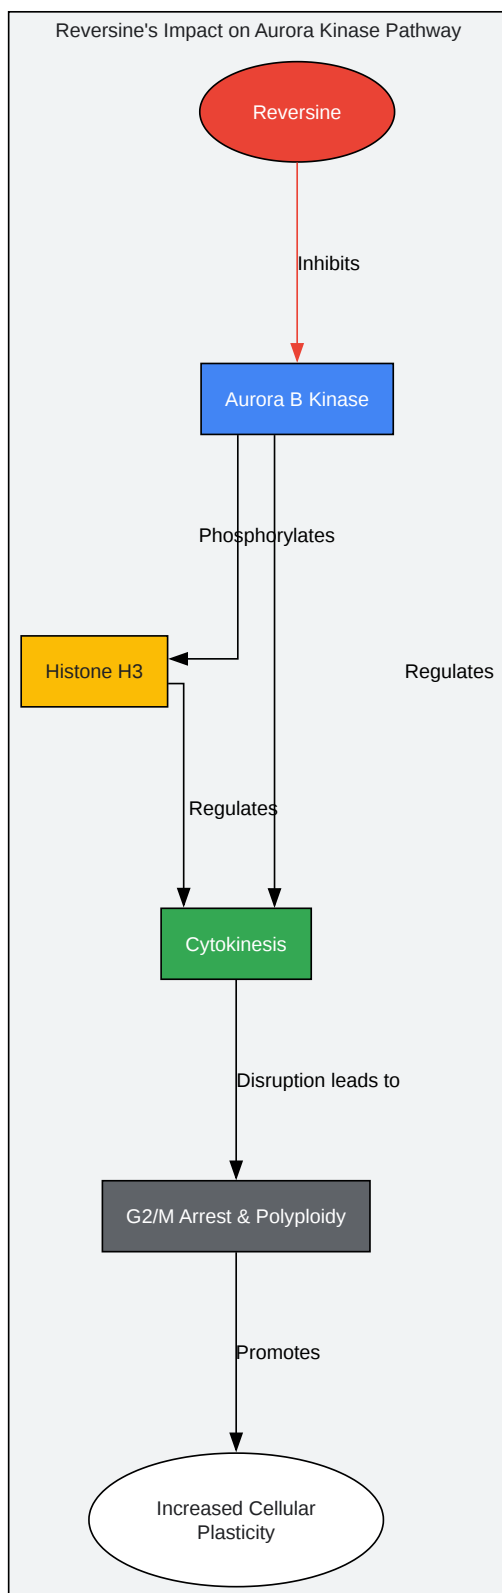 Reversine's Impact on Aurora Kinase Pathway
Reversine
Inhibits
Aurora B Kinase
Phosphorylates
Histone H3
Regulates
Regulates
Cytokinesis
Disruption leads to
G2/M Arrest & Polyploidy
Promotes
Increased Cellular
Plasticity